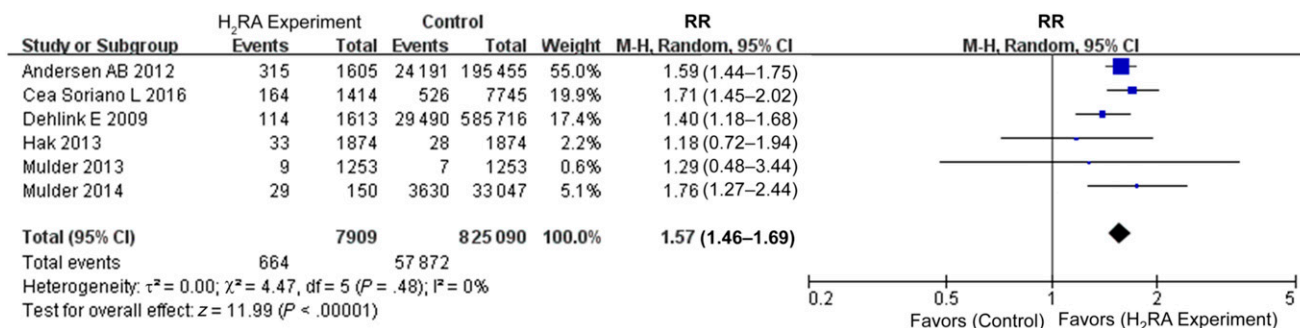 H₂RA Experiment Control RR RR
Study or Subgroup Events Total Events Total Weight M-H, Random, 95% CI M-H, Random, 95% CI
Andersen AB 2012 315 1605 24 191 195 455 55.0% 1.59 (1.44–1.75)
Cea Soriano L 2016 164 1414 526 7745 19.9% 1.71 (1.45–2.02)
Dehlink E 2009 114 1613 29 490 585 716 17.4% 1.40 (1.18–1.68)
Hak 2013 33 1874 28 1874 2.2% 1.18 (0.72–1.94)
Mulder 2013 9 1253 7 1253 0.6% 1.29 (0.48–3.44)
Mulder 2014 29 150 3630 33 047 5.1% 1.76 (1.27–2.44)
Total (95% CI) 7909 825 090 100.0% 1.57 (1.46–1.69)
Total events 664 57 872
Heterogeneity: τ² = 0.00; χ² = 4.47, df = 5 (P = .48); I² = 0%
Test for overall effect: z = 11.99 (P < .00001)
0.2 0.5 1 2 5
Favors (Control) Favors (H₂RA Experiment)